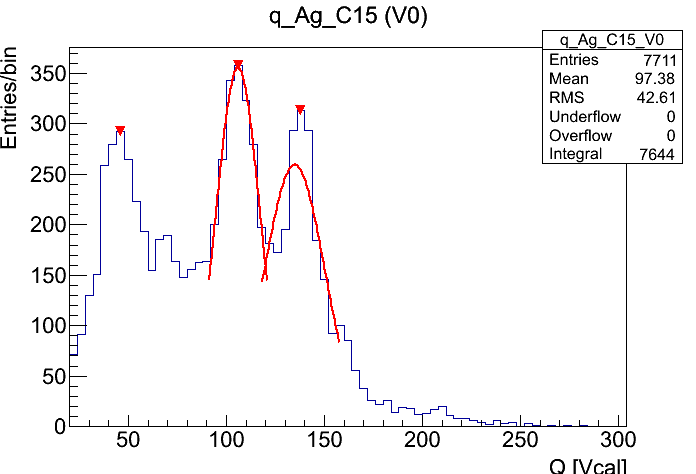 q_Ag_C15 (V0)
q_Ag_C15_V0
Entries 7711
Mean 97.38
RMS 42.61
Underflow 0
Overflow 0
Integral 7644
Entries/bin
350
300
250
200
150
100
50
0
50 100 150 200 250 300
Q [Vcal]